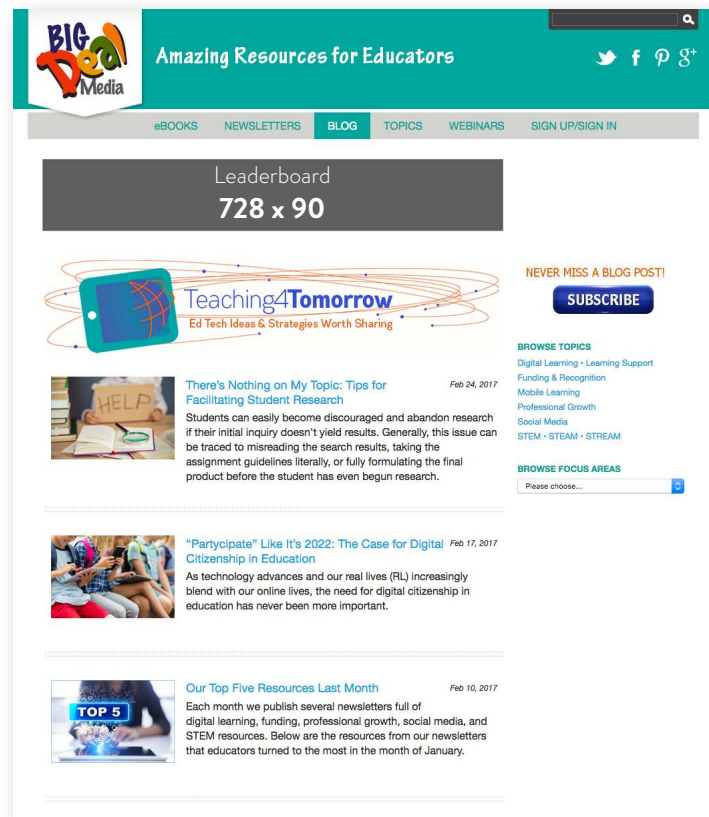 BIG
Deal
Media
Amazing Resources for Educators
eBOOKS NEWSLETTERS BLOG TOPICS WEBINARS SIGN UP/SIGN IN
Leaderboard
728 x 90
Teaching4Tomorrow
Ed Tech Ideas & Strategies Worth Sharing
NEVER MISS A BLOG POST!
SUBSCRIBE
BROWSE TOPICS
Digital Learning • Learning Support
Funding & Recognition
Mobile Learning
Professional Growth
Social Media
STEM • STEAM • STREAM
BROWSE FOCUS AREAS
Please choose...
HELP
There's Nothing on My Topic: Tips for
Facilitating Student Research
Feb 24, 2017
Students can easily become discouraged and abandon research
if their initial inquiry doesn't yield results. Generally, this issue can
be traced to misreading the search results, taking the
assignment guidelines literally, or fully formulating the final
product before the student has even begun research.
“Partycipate” Like It's 2022: The Case for Digital
Citizenship in Education
Feb 17, 2017
As technology advances and our real lives (RL) increasingly
blend with our online lives, the need for digital citizenship in
education has never been more important.
TOP 5
Our Top Five Resources Last Month
Feb 10, 2017
Each month we publish several newsletters full of
digital learning, funding, professional growth, social media, and
STEM resources. Below are the resources from our newsletters
that educators turned to the most in the month of January.